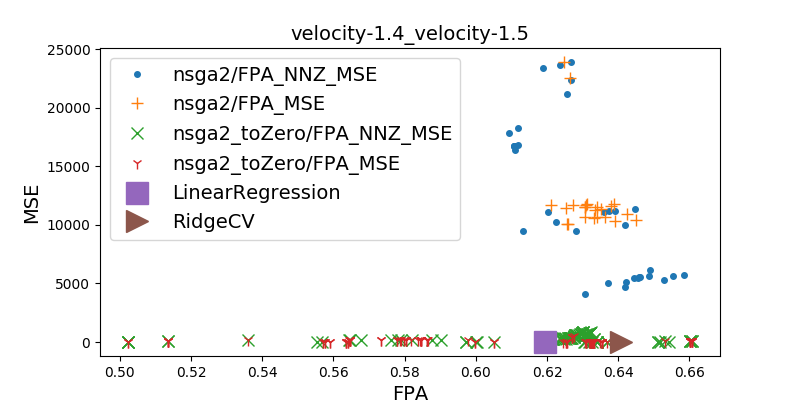 velocity-1.4_velocity-1.5
25000
20000
15000
10000
5000
0
MSE
nsga2/FPA_NNZ_MSE
nsga2/FPA_MSE
nsga2_toZero/FPA_NNZ_MSE
nsga2_toZero/FPA_MSE
LinearRegression
RidgeCV
0.50 0.52 0.54 0.56 0.58 0.60 0.62 0.64 0.66
FPA